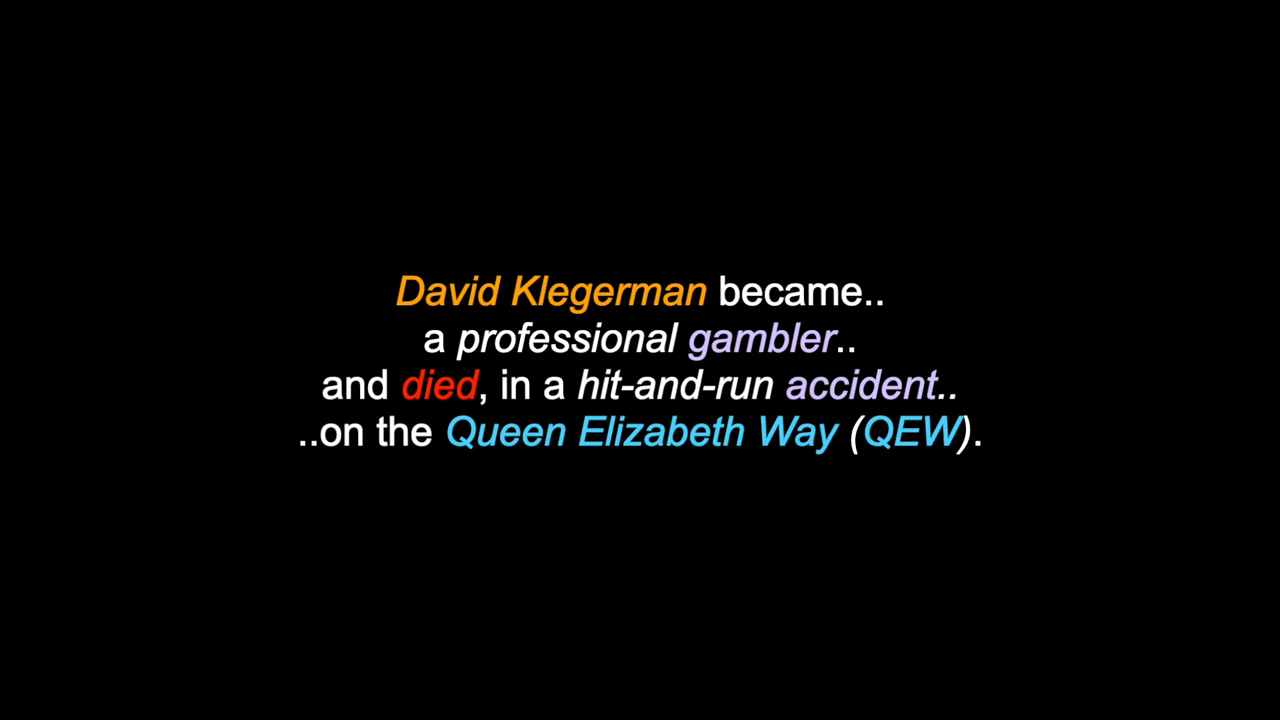 David Klegerman became..
a professional gambler..
and died, in a hit-and-run accident..
..on the Queen Elizabeth Way (QEW).